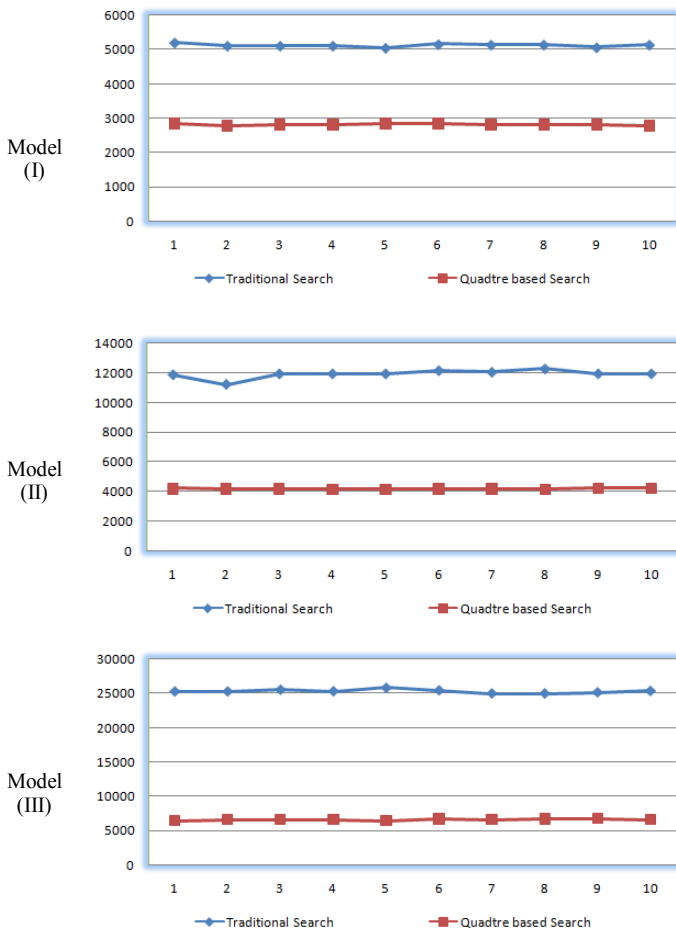 6000
5000
4000
3000
2000
1000
0
Model
(I)
1 2 3 4 5 6 7 8 9 10
Traditional Search Quadtre based Search
14000
12000
10000
8000
6000
4000
2000
0
Model
(II)
1 2 3 4 5 6 7 8 9 10
Traditional Search Quadtre based Search
30000
25000
20000
15000
10000
5000
0
Model
(III)
1 2 3 4 5 6 7 8 9 10
Traditional Search Quadtre based Search